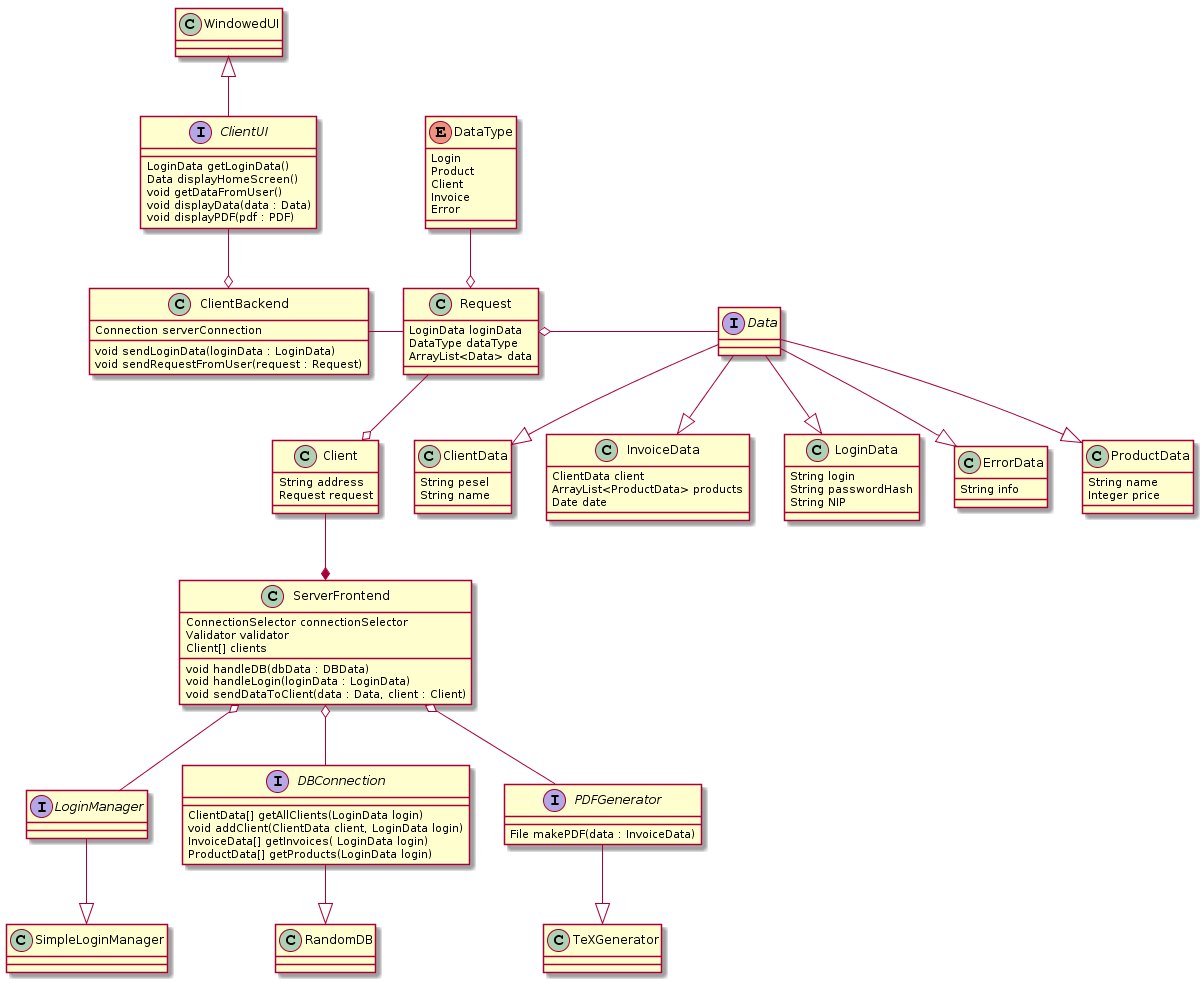 C WindowedUI
I ClientUI
LoginData getLoginData()
Data displayHomeScreen()
void getDataFromUser()
void displayData(data : Data)
void displayPDF(pdf : PDF)
E DataType
Login
Product
Client
Invoice
Error
C ClientBackend
Connection serverConnection
void sendLoginData(loginData : LoginData)
void sendRequestFromUser(request : Request)
C Request
LoginData loginData
DataType dataType
ArrayList<Data> data
I Data
C Client
String address
Request request
C ClientData
String pesel
String name
C InvoiceData
ClientData client
ArrayList<ProductData> products
Date date
C LoginData
String login
String passwordHash
String NIP
C ErrorData
String info
C ProductData
String name
Integer price
C ServerFrontend
ConnectionSelector connectionSelector
Validator validator
Client[] clients
void handleDB(dbData : DBData)
void handleLogin(loginData : LoginData)
void sendDataToClient(data : Data, client : Client)
I LoginManager
I DBConnection
ClientData[] getAllClients(LoginData login)
void addClient(ClientData client, LoginData login)
InvoiceData[] getInvoices( LoginData login)
ProductData[] getProducts(LoginData login)
I PDFGenerator
File makePDF(data : InvoiceData)
C SimpleLoginManager
C RandomDB
C TeXGenerator